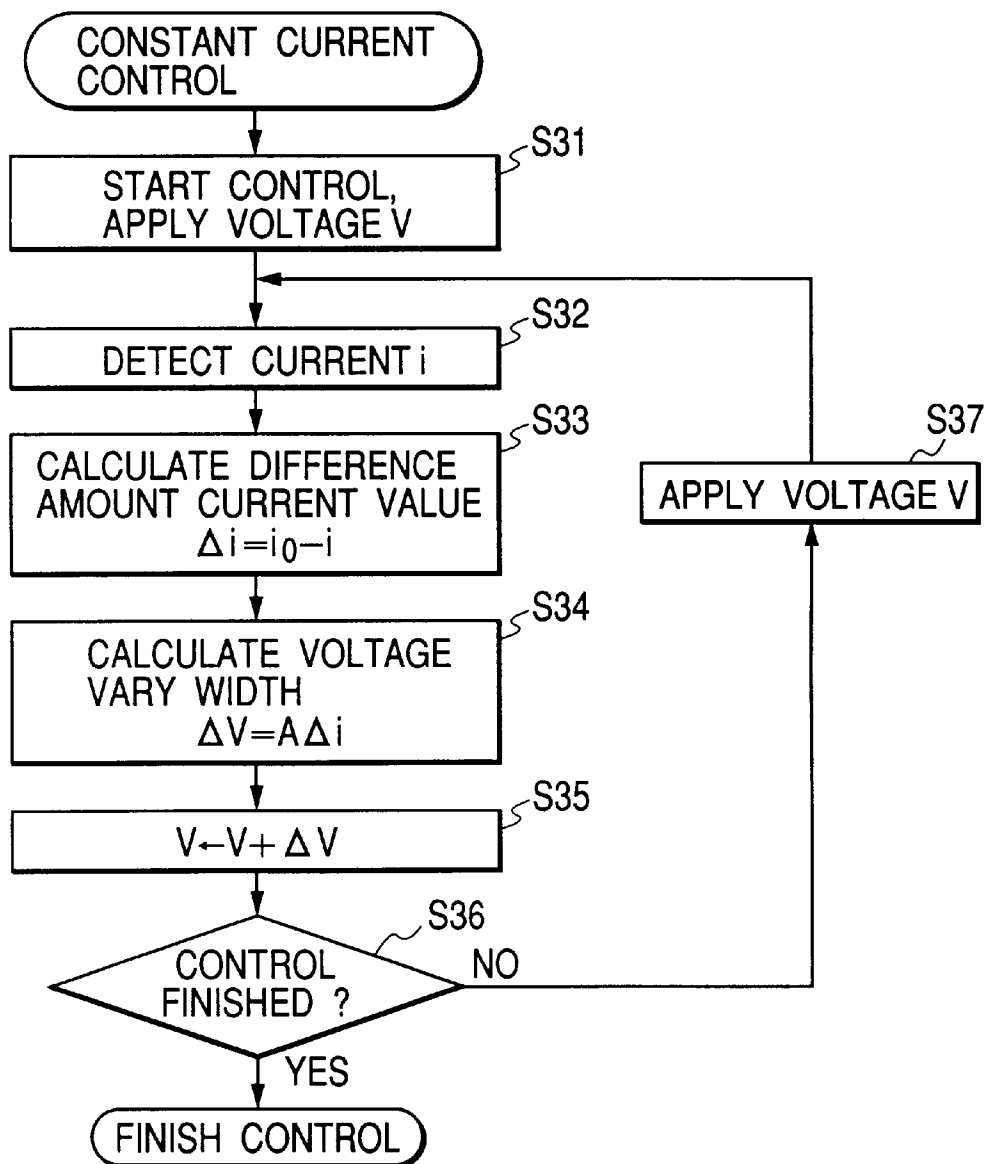 CONSTANT CURRENT
CONTROL
S31
START CONTROL,
APPLY VOLTAGE V
S32
DETECT CURRENT i
S33
CALCULATE DIFFERENCE
AMOUNT CURRENT VALUE
Δi=i₀−i
S37
APPLY VOLTAGE V
S34
CALCULATE VOLTAGE
VARY WIDTH
ΔV=AΔi
S35
V←V+ΔV
S36
CONTROL
FINISHED ?
NO
YES
FINISH CONTROL